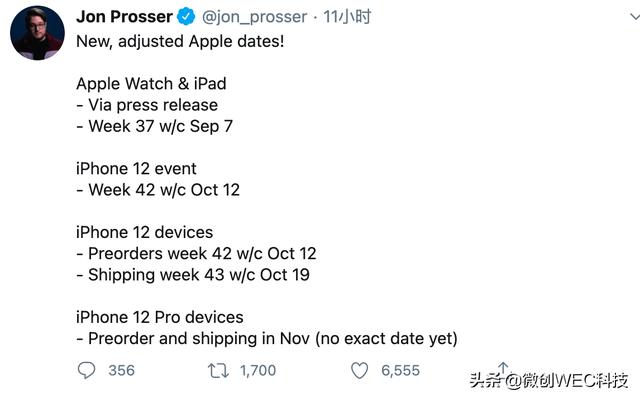 Jon Prosser @jon_prosser · 11小时
New, adjusted Apple dates!
Apple Watch & iPad
- Via press release
- Week 37 w/c Sep 7
iPhone 12 event
- Week 42 w/c Oct 12
iPhone 12 devices
- Preorders week 42 w/c Oct 12
- Shipping week 43 w/c Oct 19
iPhone 12 Pro devices
- Preorder and shipping in Nov (no exact date yet)
356 1,700 6,555
头条 @微创WEC科技